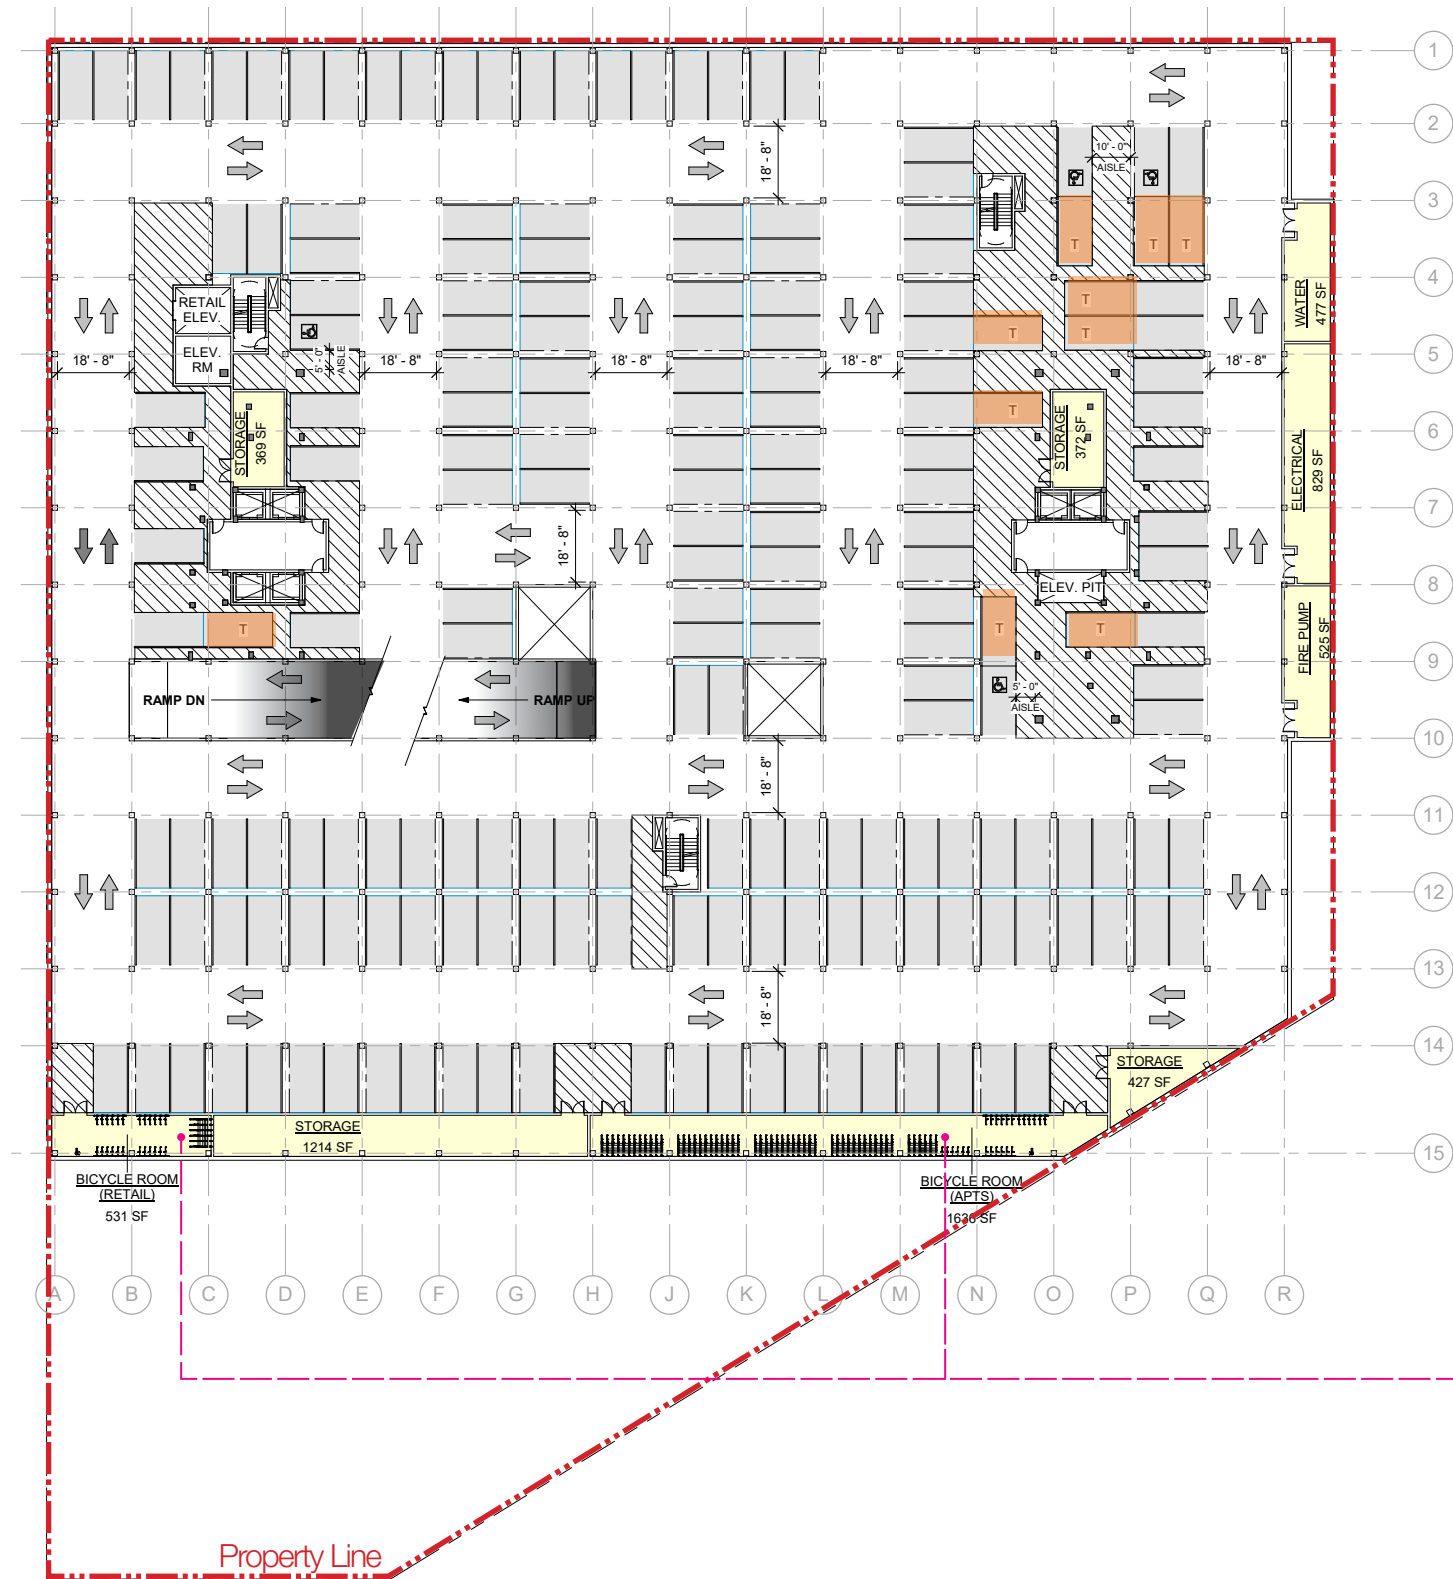 1
2
10' - 0"
AISLE
18' - 8"
3
T
T
T
4
RETAIL
ELEV.
T
T
T
WATER
477 SF
ELEV.
RM
5' - 0"
AISLE
5
18' - 8"
18' - 8"
18' - 8"
18' - 8"
18' - 8"
T
STORAGE
369 SF
STORAGE
372 SF
6
ELECTRICAL
829 SF
7
18' - 8"
8
ELEV. PIT
T
T
T
FIRE PUMP
525 SF
9
RAMP DN
RAMP UP
5' - 0"
AISLE
10
18' - 8"
11
12
13
18' - 8"
14
STORAGE
427 SF
STORAGE
1214 SF
15
BICYCLE ROOM
(RETAIL)
531 SF
BICYCLE ROOM
(APTS)
1636 SF
A B C D E F G H J K L M N O P Q R
Property Line